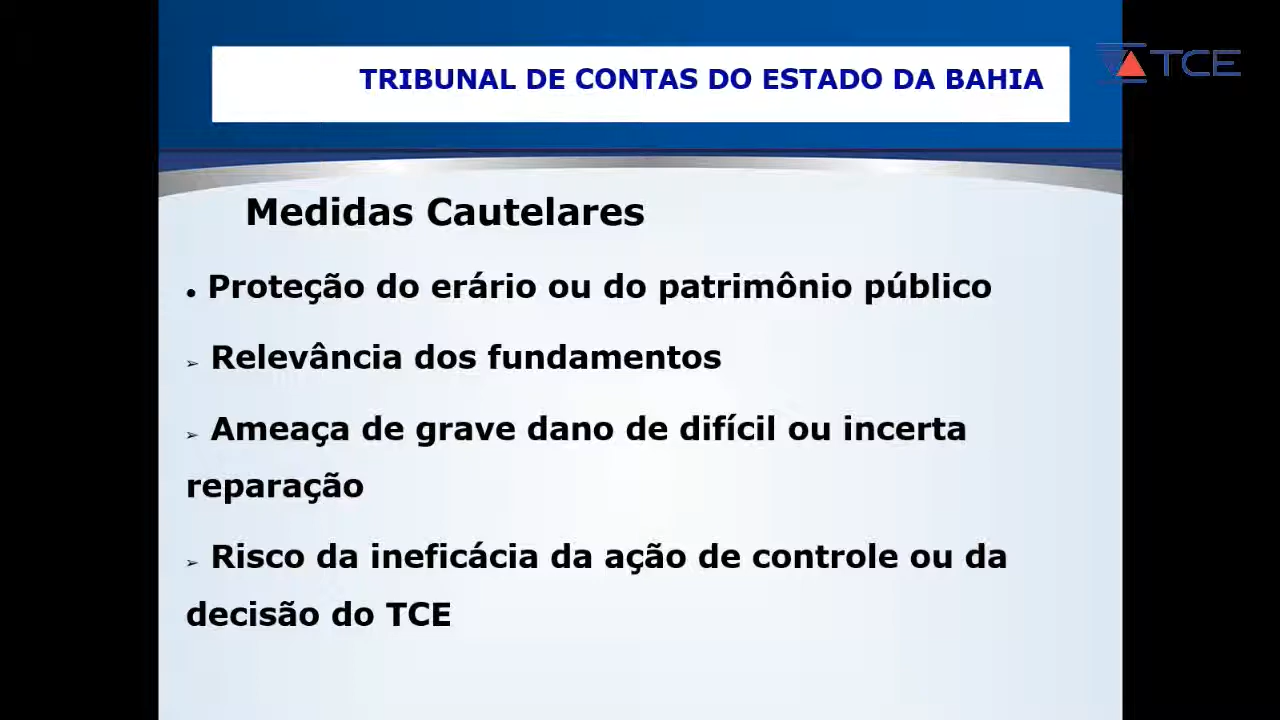 TRIBUNAL DE CONTAS DO ESTADO DA BAHIA
TCE
Medidas Cautelares
• Proteção do erário ou do patrimônio público
➢ Relevância dos fundamentos
➢ Ameaça de grave dano de difícil ou incerta
reparação
➢ Risco da ineficácia da ação de controle ou da
decisão do TCE